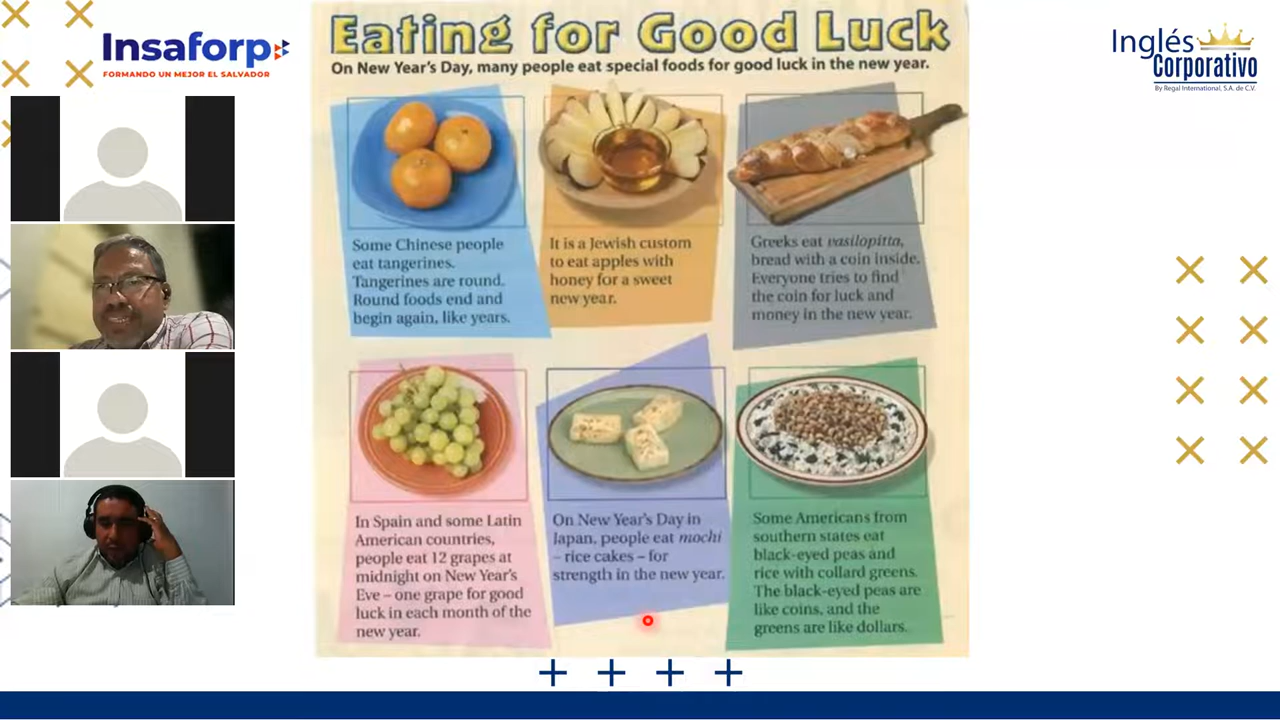 Insaforp
FORMANDO UN MEJOR EL SALVADOR
Inglés
Corporativo
By Regal International, S.A. de C.V.
Eating for Good Luck
On New Year's Day, many people eat special foods for good luck in the new year.
Some Chinese people
eat tangerines.
Tangerines are round.
Round foods end and
begin again, like years.
It is a Jewish custom
to eat apples with
honey for a sweet
new year.
Greeks eat vasilopitta,
bread with a coin inside.
Everyone tries to find
the coin for luck and
money in the new year.
In Spain and some Latin
American countries,
people eat 12 grapes at
midnight on New Year's
Eve – one grape for good
luck in each month of the
new year.
On New Year's Day in
Japan, people eat mochi
– rice cakes – for
strength in the new year.
Some Americans from
southern states eat
black-eyed peas and
rice with collard greens.
The black-eyed peas are
like coins, and the
greens are like dollars.